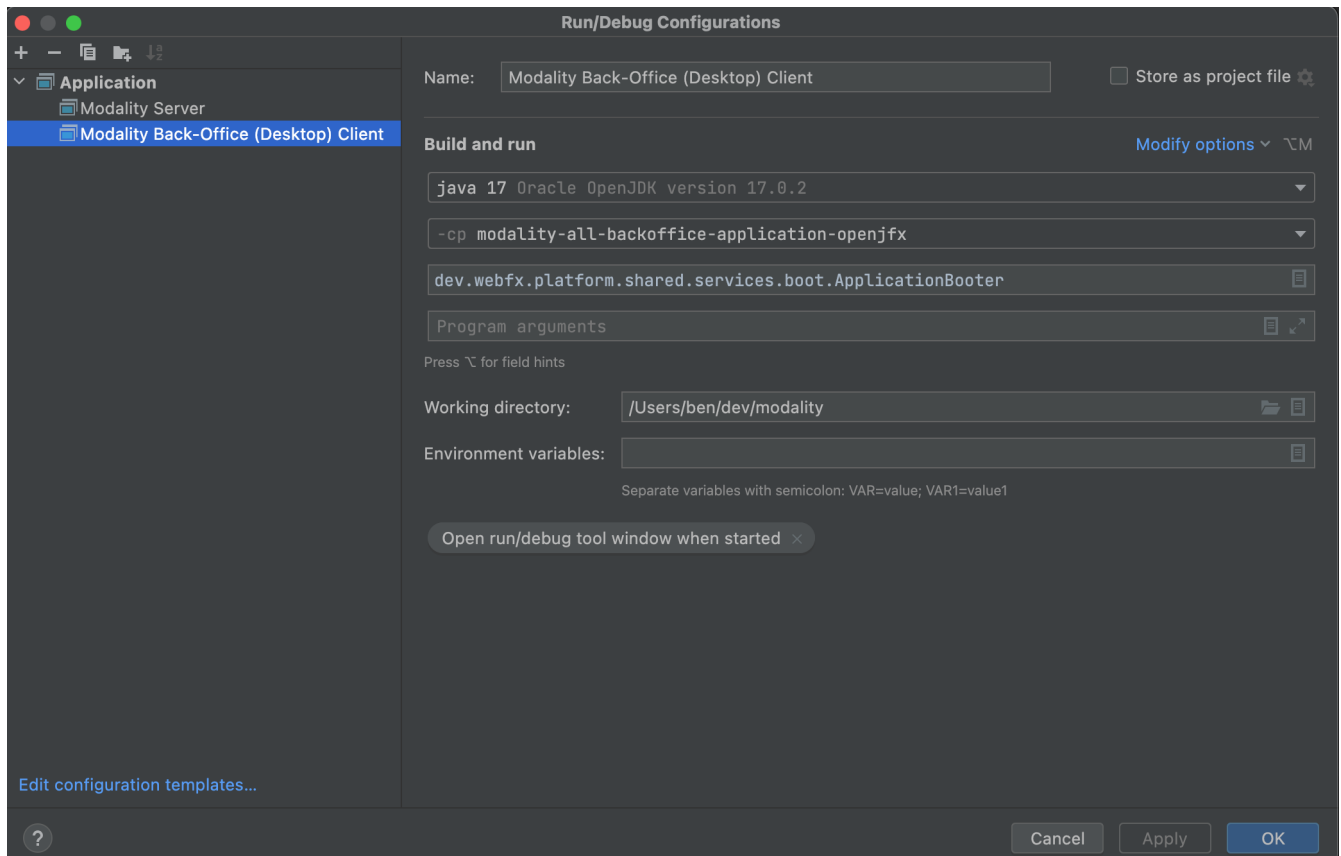 Run/Debug Configurations
Application
Modality Server
Modality Back-Office (Desktop) Client
Edit configuration templates...
?
Name: Modality Back-Office (Desktop) Client Store as project file
Build and run Modify options ⌥M
java 17 Oracle OpenJDK version 17.0.2
-cp modality-all-backoffice-application-openjfx
dev.webfx.platform.shared.services.boot.ApplicationBooter
Program arguments
Press ⌥ for field hints
Working directory: /Users/ben/dev/modality
Environment variables:
Separate variables with semicolon: VAR=value; VAR1=value1
Open run/debug tool window when started
Cancel Apply OK